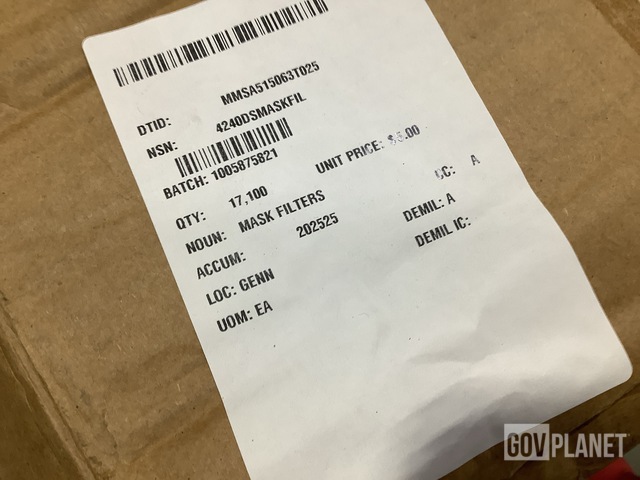 DTID: MMSA515063T025
NSN: 4240DSMASKFIL
BATCH: 1005875821
QTY: 17,100 UNIT PRICE: $5.00
NOUN: MASK FILTERS CC: A
ACCUM: 202525 DEMIL: A
LOC: GENN DEMIL IC:
UOM: EA
GOVPLANET